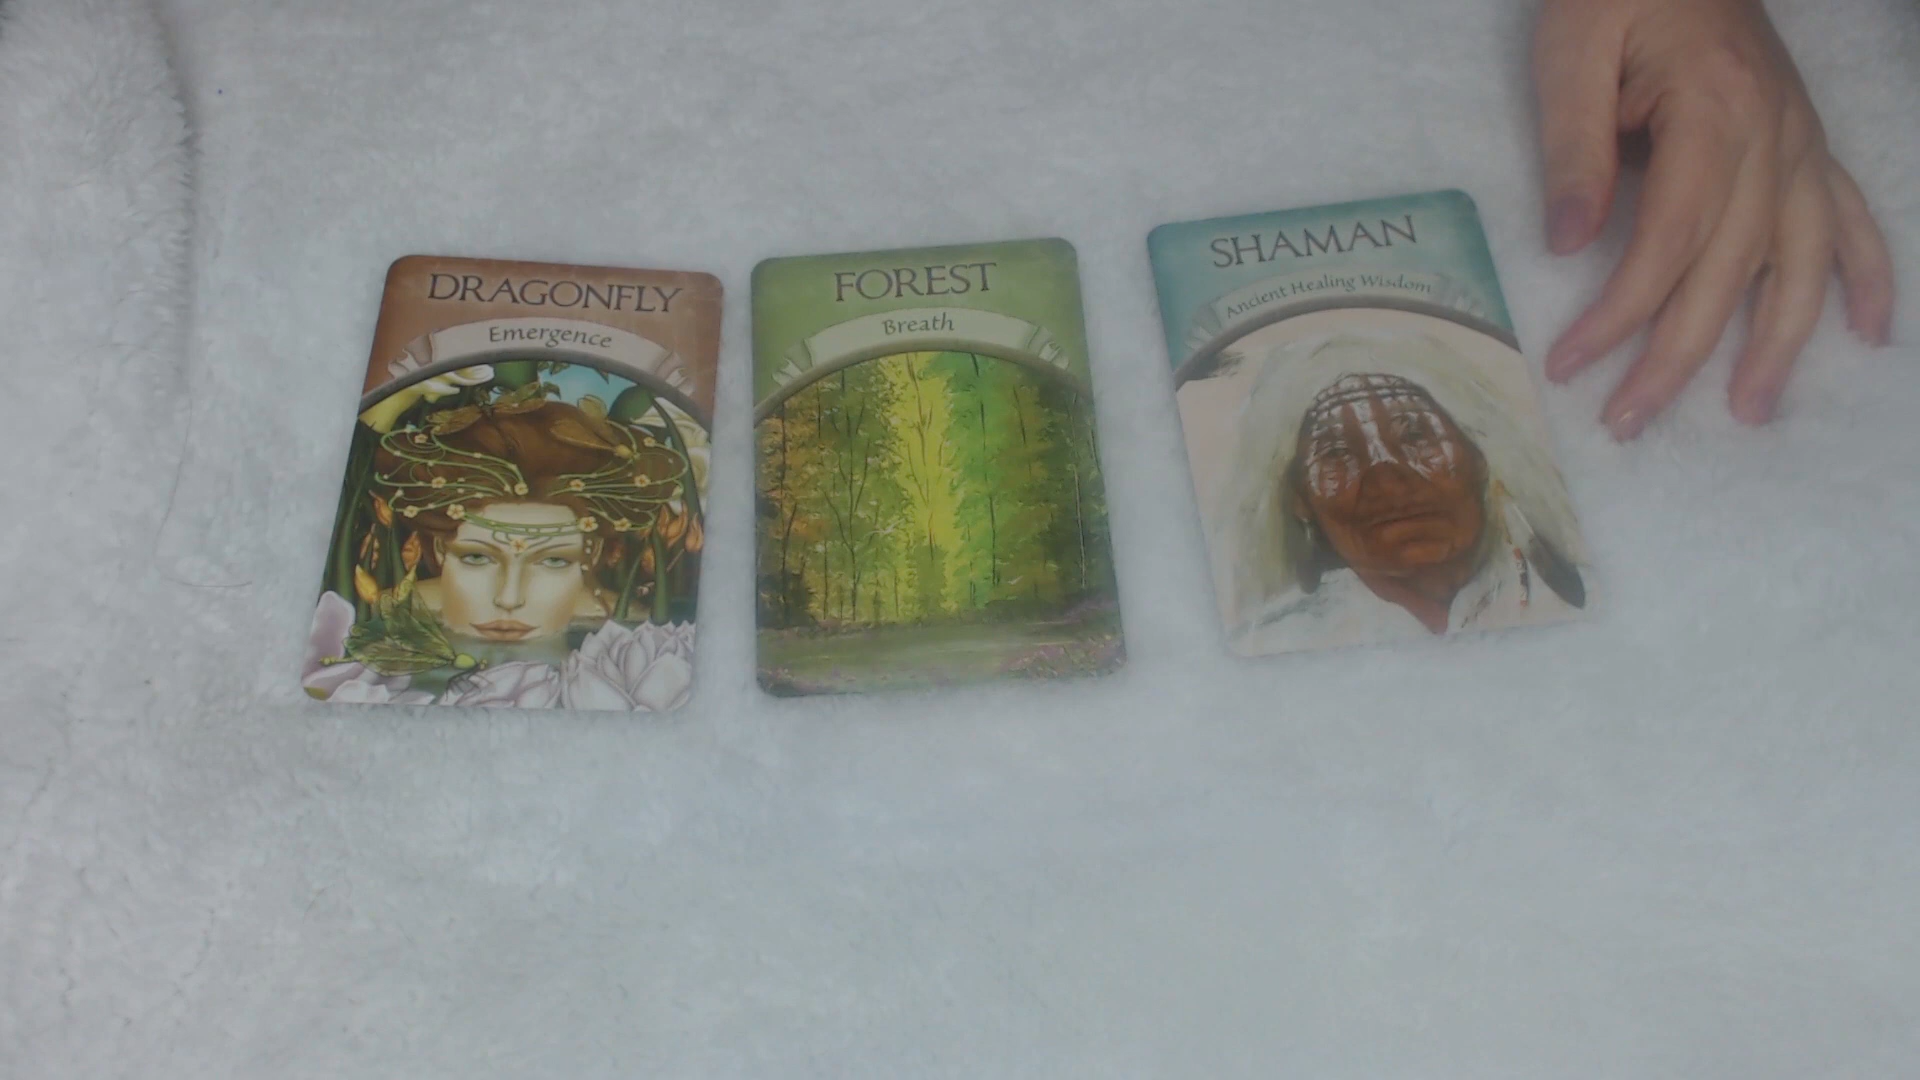 DRAGONFLY
Emergence
FOREST
Breath
SHAMAN
Ancient Healing Wisdom